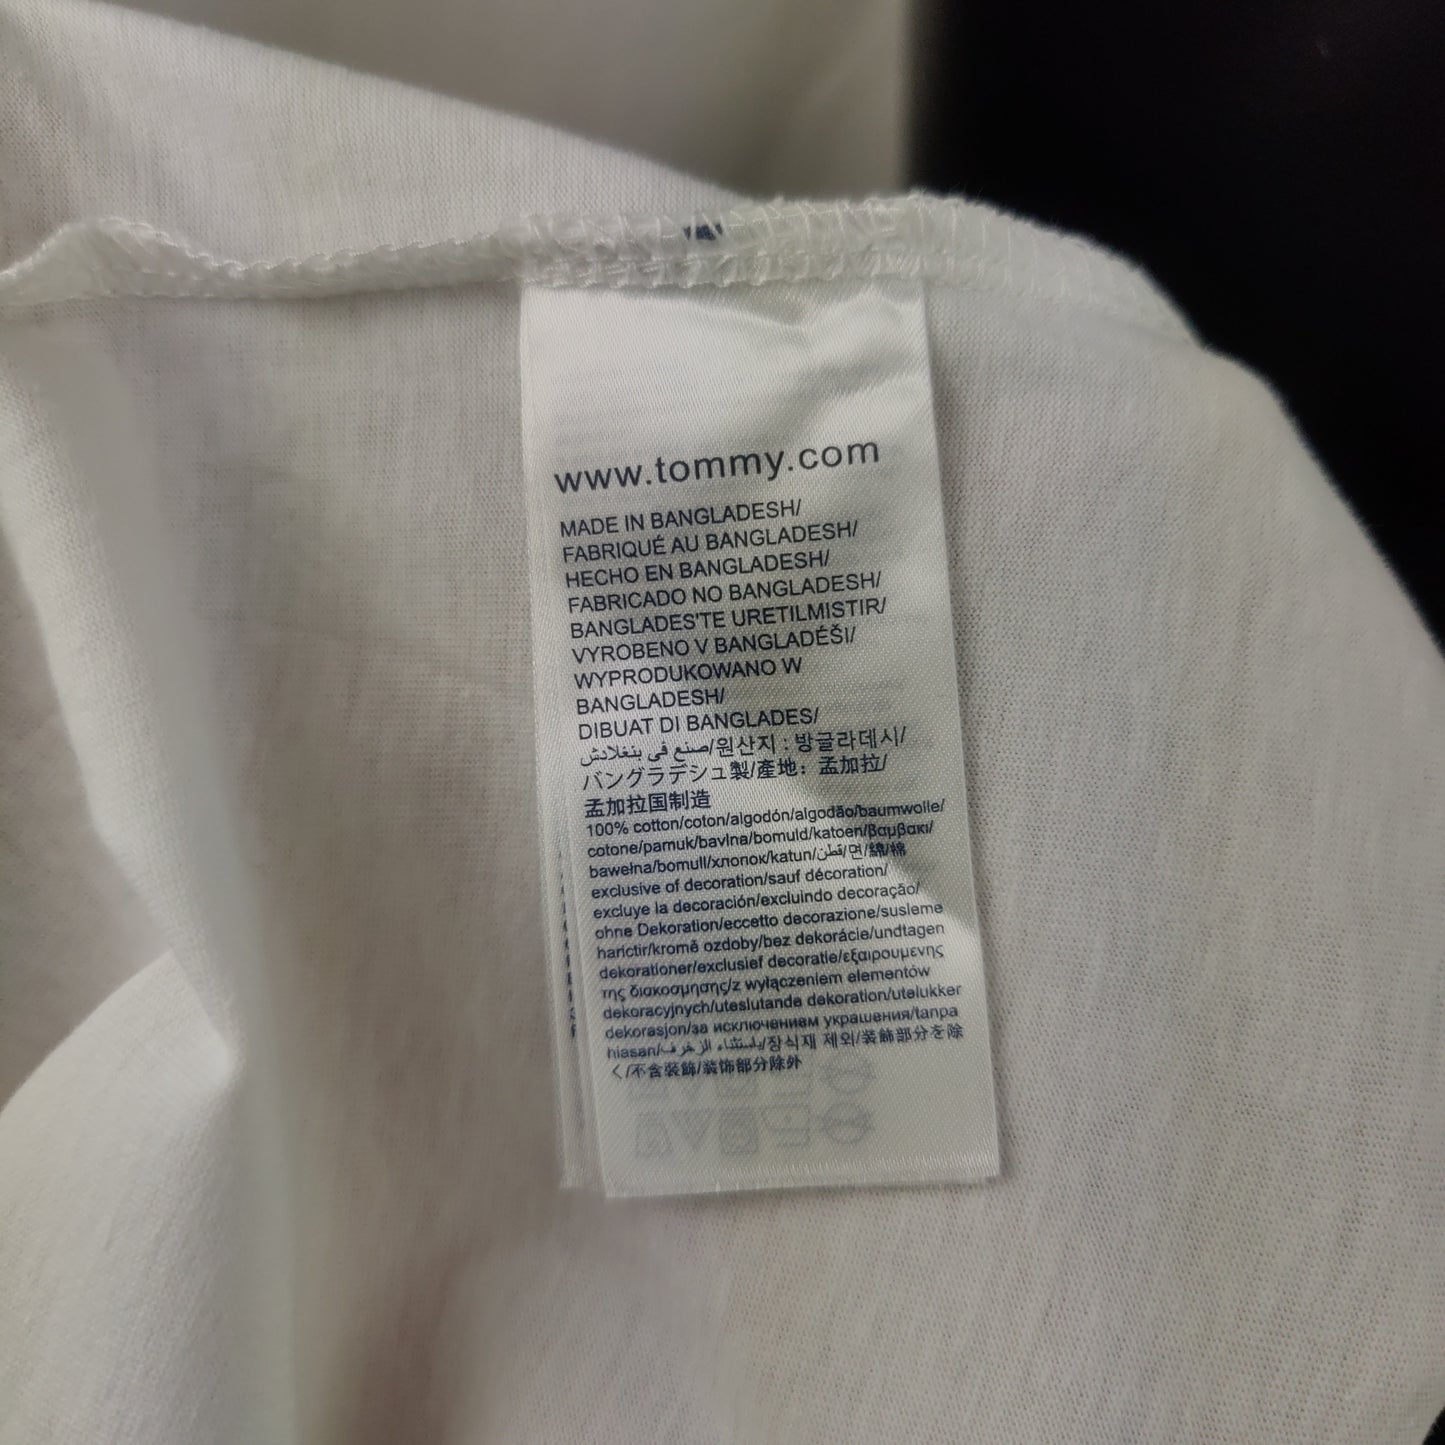 www.tommy.com
MADE IN BANGLADESH/
FABRIQUÉ AU BANGLADESH/
HECHO EN BANGLADESH/
FABRICADO NO BANGLADESH/
BANGLADES'TE URETILMISTIR/
VYROBENO V BANGLADÉŠI/
WYPRODUKOWANO W
BANGLADESH/
DIBUAT DI BANGLADES/
صنع في بنغلادش/원산지 : 방글라데시/
バングラデシュ製/產地：孟加拉/
孟加拉国制造
100% cotton/coton/algodón/algodão/baumwolle/
cotone/pamuk/bavlna/bomuld/katoen/βαμβακι/
bawełna/bomull/хлопок/katun/قطن/면/綿/棉
exclusive of decoration/sauf décoration/
excluye la decoración/excluindo decoração/
ohne Dekoration/eccetto decorazione/susleme
harictir/kromě ozdoby/bez dekorácie/undtagen
dekorationer/exclusief decoratie/εξαιρουμενης
της διακοσμησης/z wyłączeniem elementów
dekoracyjnych/uteslutande dekoration/utelukker
dekorasjon/за исключением украшения/tanpa
hiasan/باستثناء الزخرف/장식재 제외/装飾部分を除
く/不含裝飾/装饰部分除外